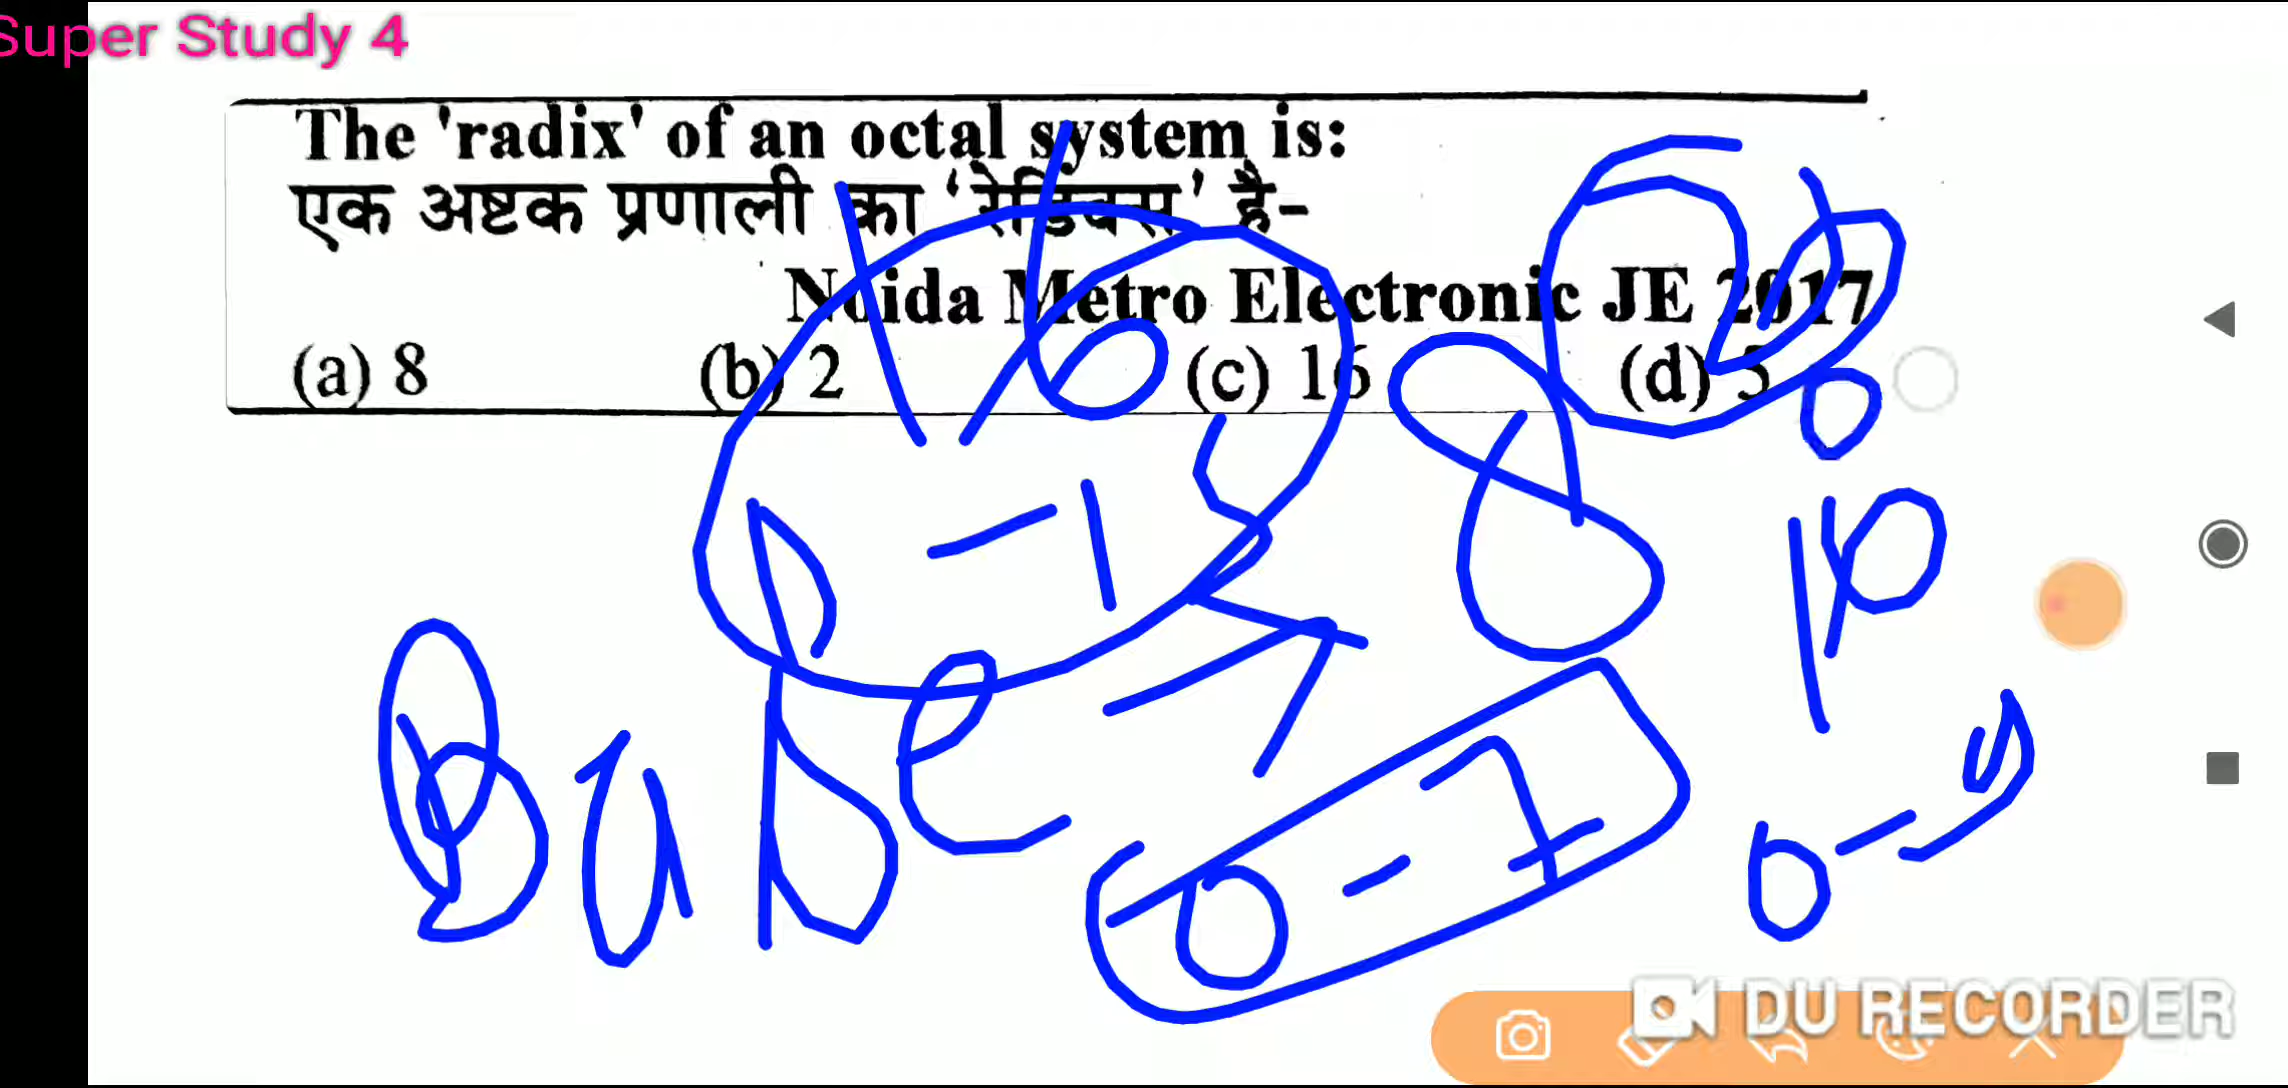 Super Study 4
The 'radix' of an octal system is:
एक अष्टक प्रणाली का ‘रेडिक्स’ है–
Noida Metro Electronic JE 2017
(a) 8 (b) 2 (c) 16 (d) 5
16
8
10
Base
0 - 7
0 - 9
DU RECORDER